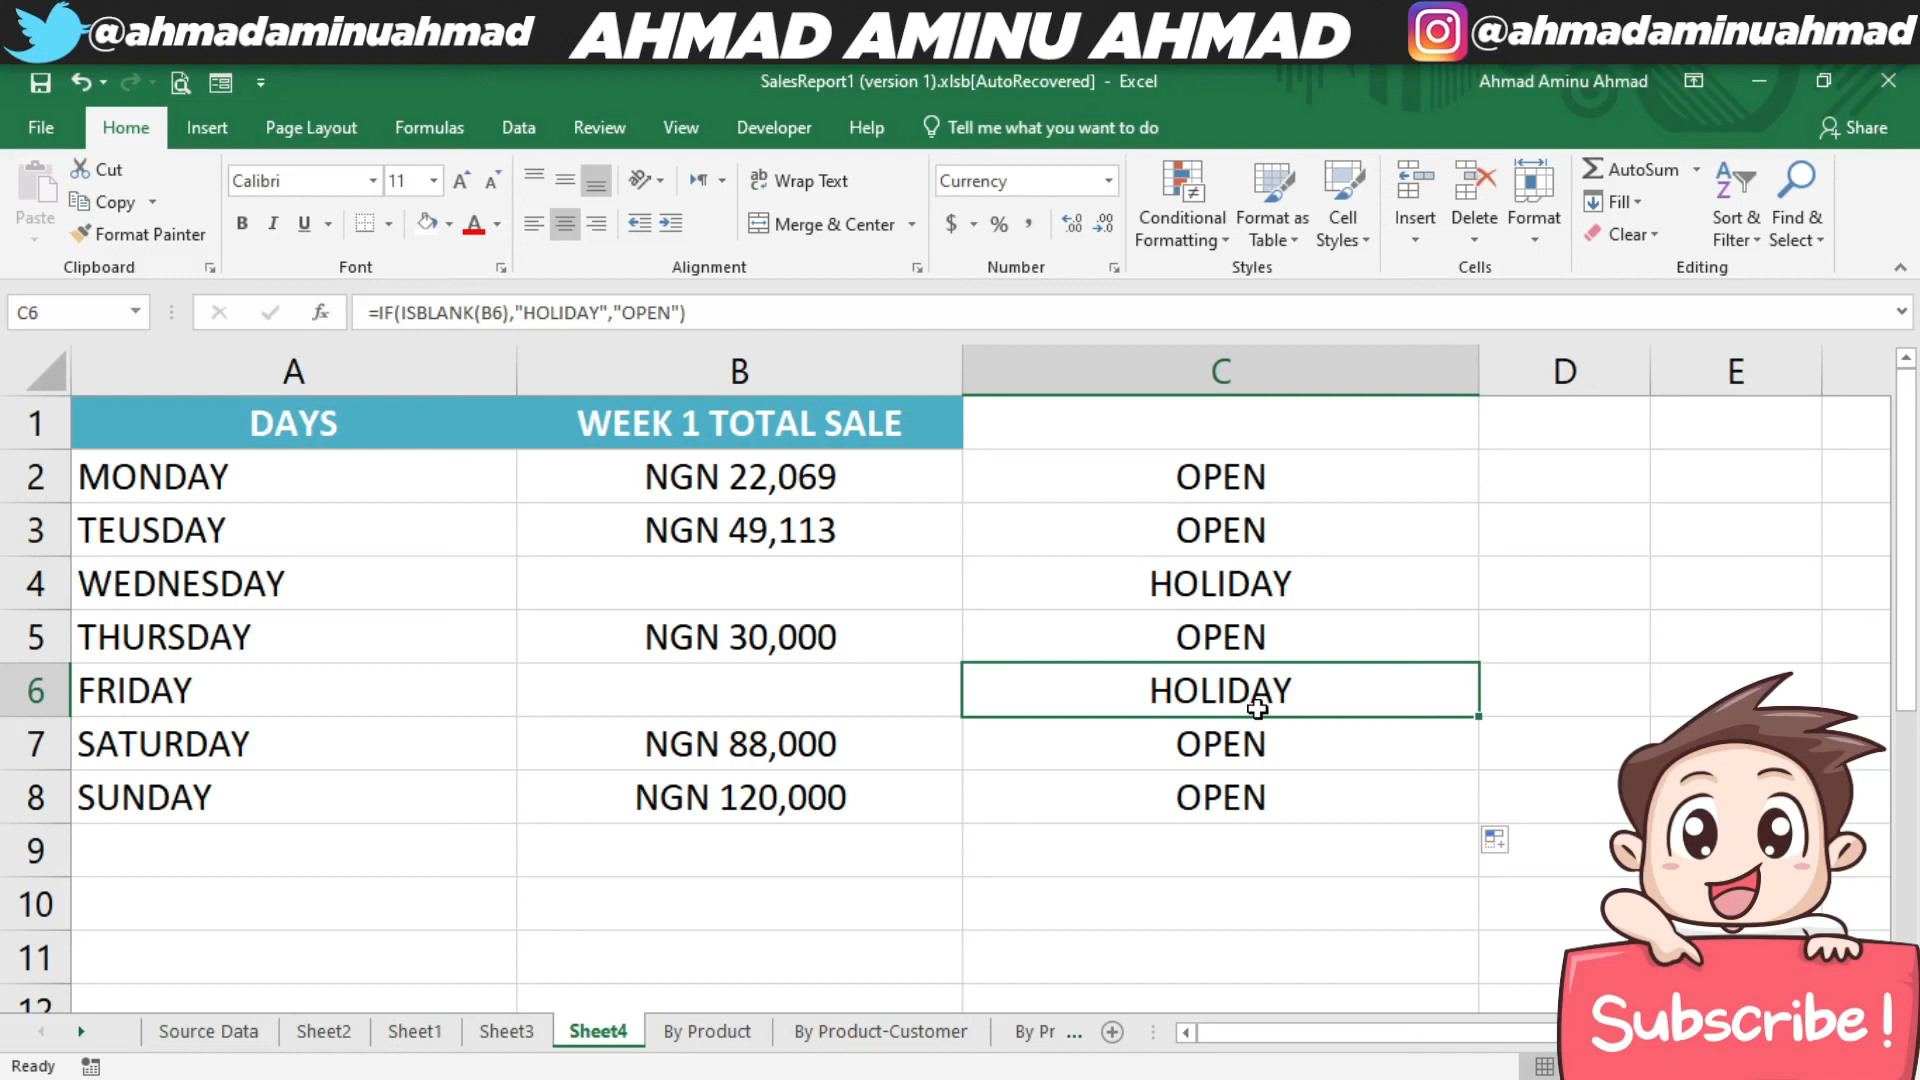 @ahmadaminuahmad AHMAD AMINU AHMAD @ahmadaminuahmad
SalesReport1 (version 1).xlsb[AutoRecovered] - Excel Ahmad Aminu Ahmad
File Home Insert Page Layout Formulas Data Review View Developer Help Tell me what you want to do Share
Paste Cut Copy Format Painter
Clipboard
Calibri 11
B I U A
Font
Wrap Text
Merge & Center
Alignment
Currency
$ % ,
Number
Conditional Formatting Format as Table Cell Styles
Styles
Insert Delete Format
Cells
AutoSum Fill Clear Sort & Filter Find & Select
Editing
C6 fx =IF(ISBLANK(B6),"HOLIDAY","OPEN")
A B C D E
1 DAYS WEEK 1 TOTAL SALE
2 MONDAY NGN 22,069 OPEN
3 TEUSDAY NGN 49,113 OPEN
4 WEDNESDAY HOLIDAY
5 THURSDAY NGN 30,000 OPEN
6 FRIDAY HOLIDAY
7 SATURDAY NGN 88,000 OPEN
8 SUNDAY NGN 120,000 OPEN
9
10
11
12
Subscribe!
Source Data Sheet2 Sheet1 Sheet3 Sheet4 By Product By Product-Customer By Pr ...
Ready